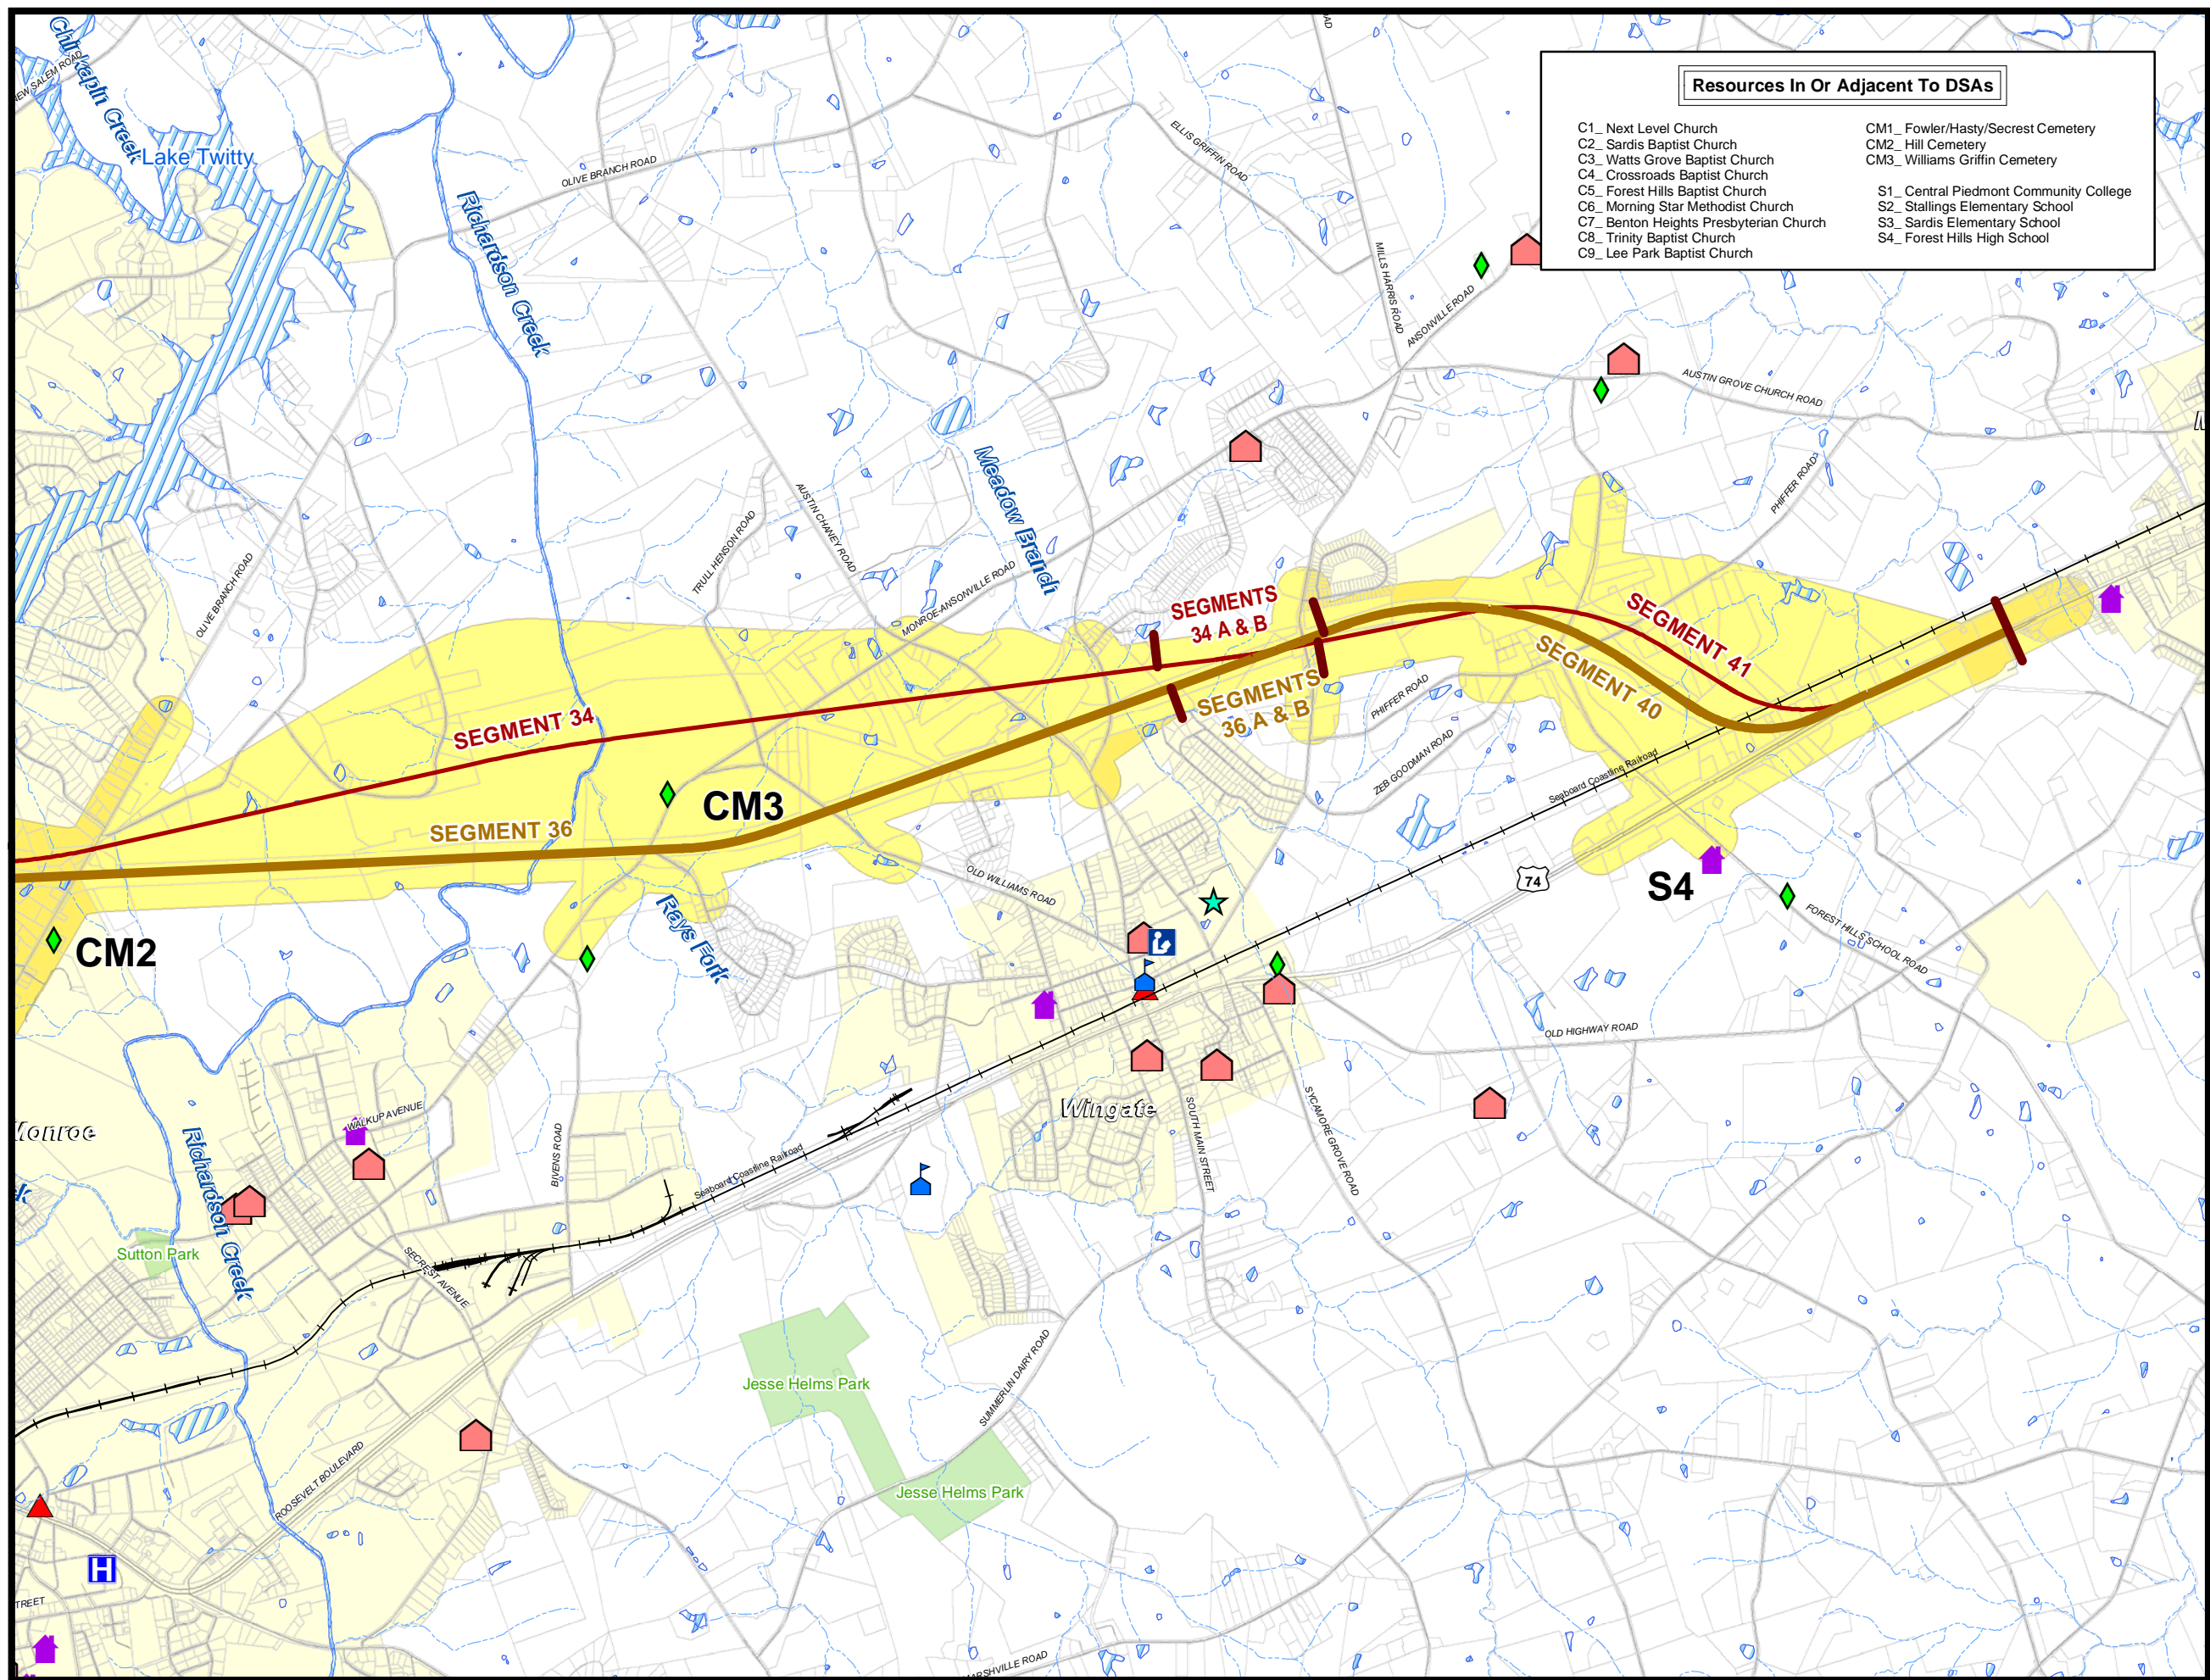 Resources In Or Adjacent To DSAs
C1_ Next Level Church
C2_ Sardis Baptist Church
C3_ Watts Grove Baptist Church
C4_ Crossroads Baptist Church
C5_ Forest Hills Baptist Church
C6_ Morning Star Methodist Church
C7_ Benton Heights Presbyterian Church
C8_ Trinity Baptist Church
C9_ Lee Park Baptist Church
CM1_ Fowler/Hasty/Secrest Cemetery
CM2_ Hill Cemetery
CM3_ Williams Griffin Cemetery
S1_ Central Piedmont Community College
S2_ Stallings Elementary School
S3_ Sardis Elementary School
S4_ Forest Hills High School
NEW SALEM ROAD
Chinkapin Creek
Lake Twitty
OLIVE BRANCH ROAD
Richardson Creek
ELLIS GRIFFIN ROAD
MILLS HARRIS ROAD
ANSONVILLE ROAD
AUSTIN GROVE CHURCH ROAD
PHIFFER ROAD
Meadow Branch
AUSTIN CHANEY ROAD
TRULL HENSON ROAD
MONROE-ANSONVILLE ROAD
OLIVE BRANCH ROAD
SEGMENTS
34 A & B
SEGMENT 41
SEGMENT 40
SEGMENTS
36 A & B
SEGMENT 34
PHIFFER ROAD
ZEB GOODMAN ROAD
Seaboard Coastline Railroad
CM3
SEGMENT 36
74
S4
OLD WILLIAMS ROAD
CM2
Rays Fork
FOREST HILLS SCHOOL ROAD
OLD HIGHWAY ROAD
Wingate
WALKUP AVENUE
Monroe
Richardson Creek
BIVENS ROAD
SOUTH MAIN STREET
SYCAMORE GROVE ROAD
Seaboard Coastline Railroad
Sutton Park
SECREST AVENUE
Jesse Helms Park
SUMMERLIN DAIRY ROAD
ROOSEVELT BOULEVARD
Jesse Helms Park
H
TREET
MARSHVILLE ROAD